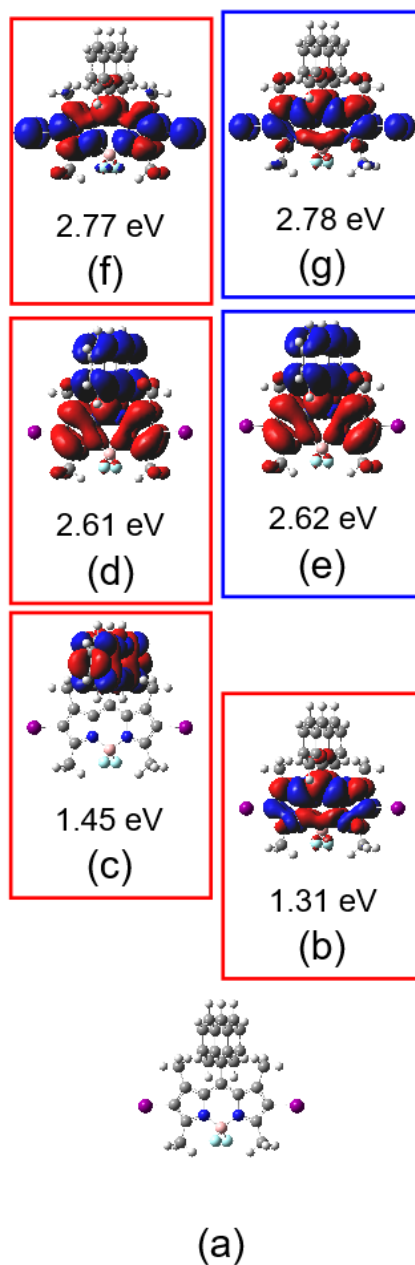 2.77 eV
(f)
2.78 eV
(g)
2.61 eV
(d)
2.62 eV
(e)
1.45 eV
(c)
1.31 eV
(b)
(a)